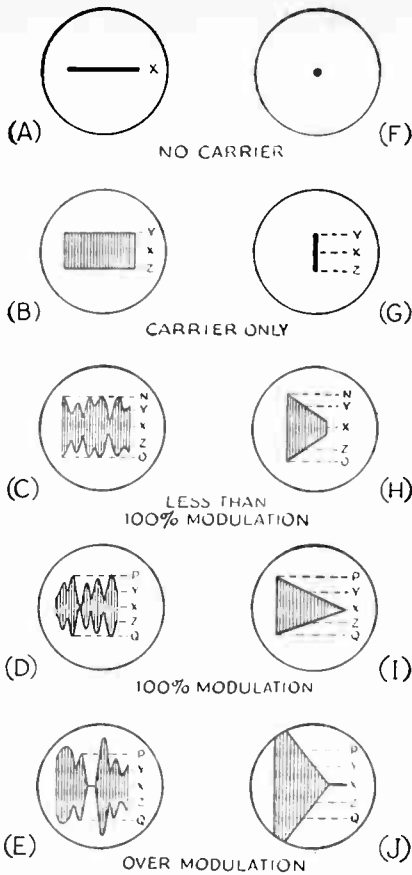 X
(A) (F)
NO CARRIER
Y Y
X X
Z Z
(B) (G)
CARRIER ONLY
N N
Y Y
X X
Z Z
O O
(C) (H)
LESS THAN
100% MODULATION
P P
Y Y
X X
Z Z
Q Q
(D) (I)
100% MODULATION
P P
Y Y
X X
Z Z
Q Q
(E) (J)
OVER MODULATION